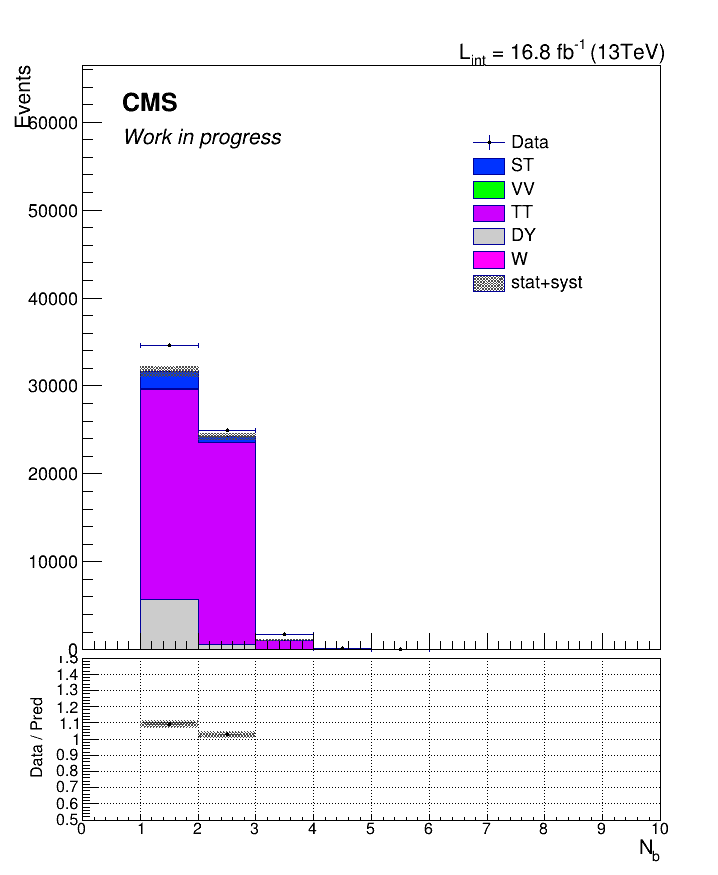 L_int = 16.8 fb^-1 (13TeV)
Events
CMS
Work in progress
Data
ST
VV
TT
DY
W
stat+syst
60000
50000
40000
30000
20000
10000
0
Data / Pred
1.5
1.4
1.3
1.2
1.1
1
0.9
0.8
0.7
0.6
0.5
0 1 2 3 4 5 6 7 8 9 10
N_b